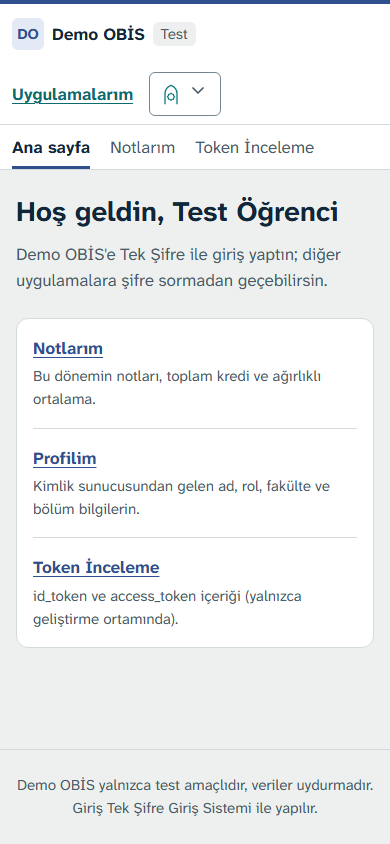 DO Demo OBİS Test
Uygulamalarım
Ana sayfa Notlarım Token İnceleme
Hoş geldin, Test Öğrenci
Demo OBİS'e Tek Şifre ile giriş yaptın; diğer
uygulamalara şifre sormadan geçebilirsin.
Notlarım
Bu dönemin notları, toplam kredi ve ağırlıklı
ortalama.
Profilim
Kimlik sunucusundan gelen ad, rol, fakülte ve
bölüm bilgilerin.
Token İnceleme
id_token ve access_token içeriği (yalnızca
geliştirme ortamında).
Demo OBİS yalnızca test amaçlıdır, veriler uydurmadır.
Giriş Tek Şifre Giriş Sistemi ile yapılır.